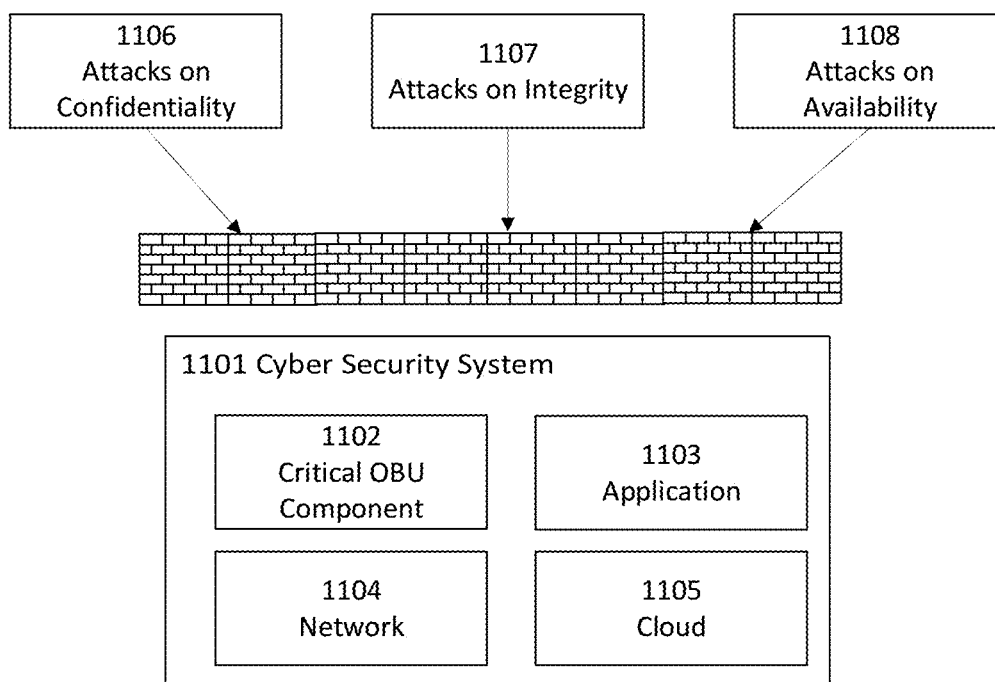 1106
Attacks on
Confidentiality
1107
Attacks on Integrity
1108
Attacks on
Availability
1101 Cyber Security System
1102
Critical OBU
Component
1103
Application
1104
Network
1105
Cloud